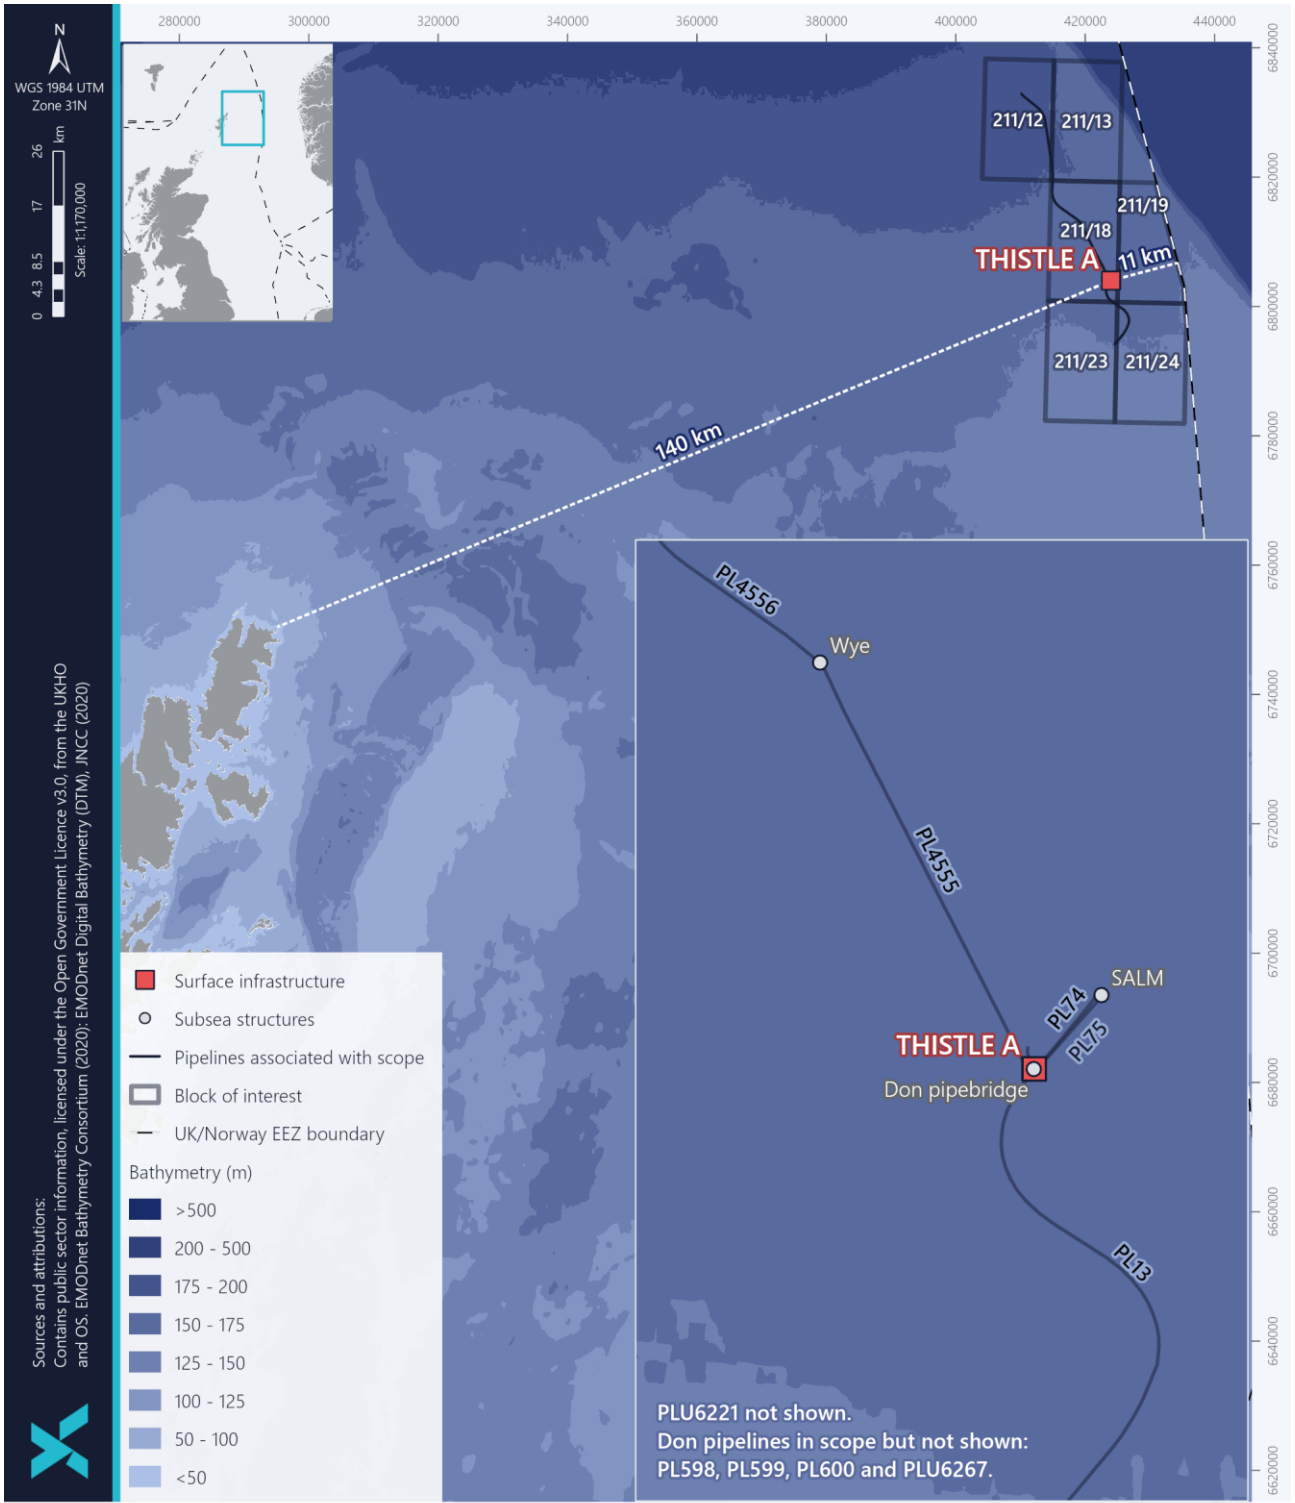 280000
300000
320000
340000
360000
380000
400000
420000
440000
N
WGS 1984 UTM
Zone 31N
0 4.3 8.5 17 26
km
Scale: 1:1,170,000
6840000
6820000
6800000
6780000
6760000
6740000
6720000
6700000
6680000
6660000
6640000
6620000
211/12
211/13
211/19
211/18
THISTLE A
11 km
211/23
211/24
140 km
PL4556
Wye
PL4555
SALM
PL74
PL75
THISTLE A
Don pipebridge
PL13
PLU6221 not shown.
Don pipelines in scope but not shown:
PL598, PL599, PL600 and PLU6267.
Surface infrastructure
Subsea structures
Pipelines associated with scope
Block of interest
UK/Norway EEZ boundary
Bathymetry (m)
>500
200 - 500
175 - 200
150 - 175
125 - 150
100 - 125
50 - 100
<50
Sources and attributions:
Contains public sector information, licensed under the Open Government Licence v3.0, from the UKHO
and OS. EMODnet Bathymetry Consortium (2020): EMODnet Digital Bathymetry (DTM), JNCC (2020)